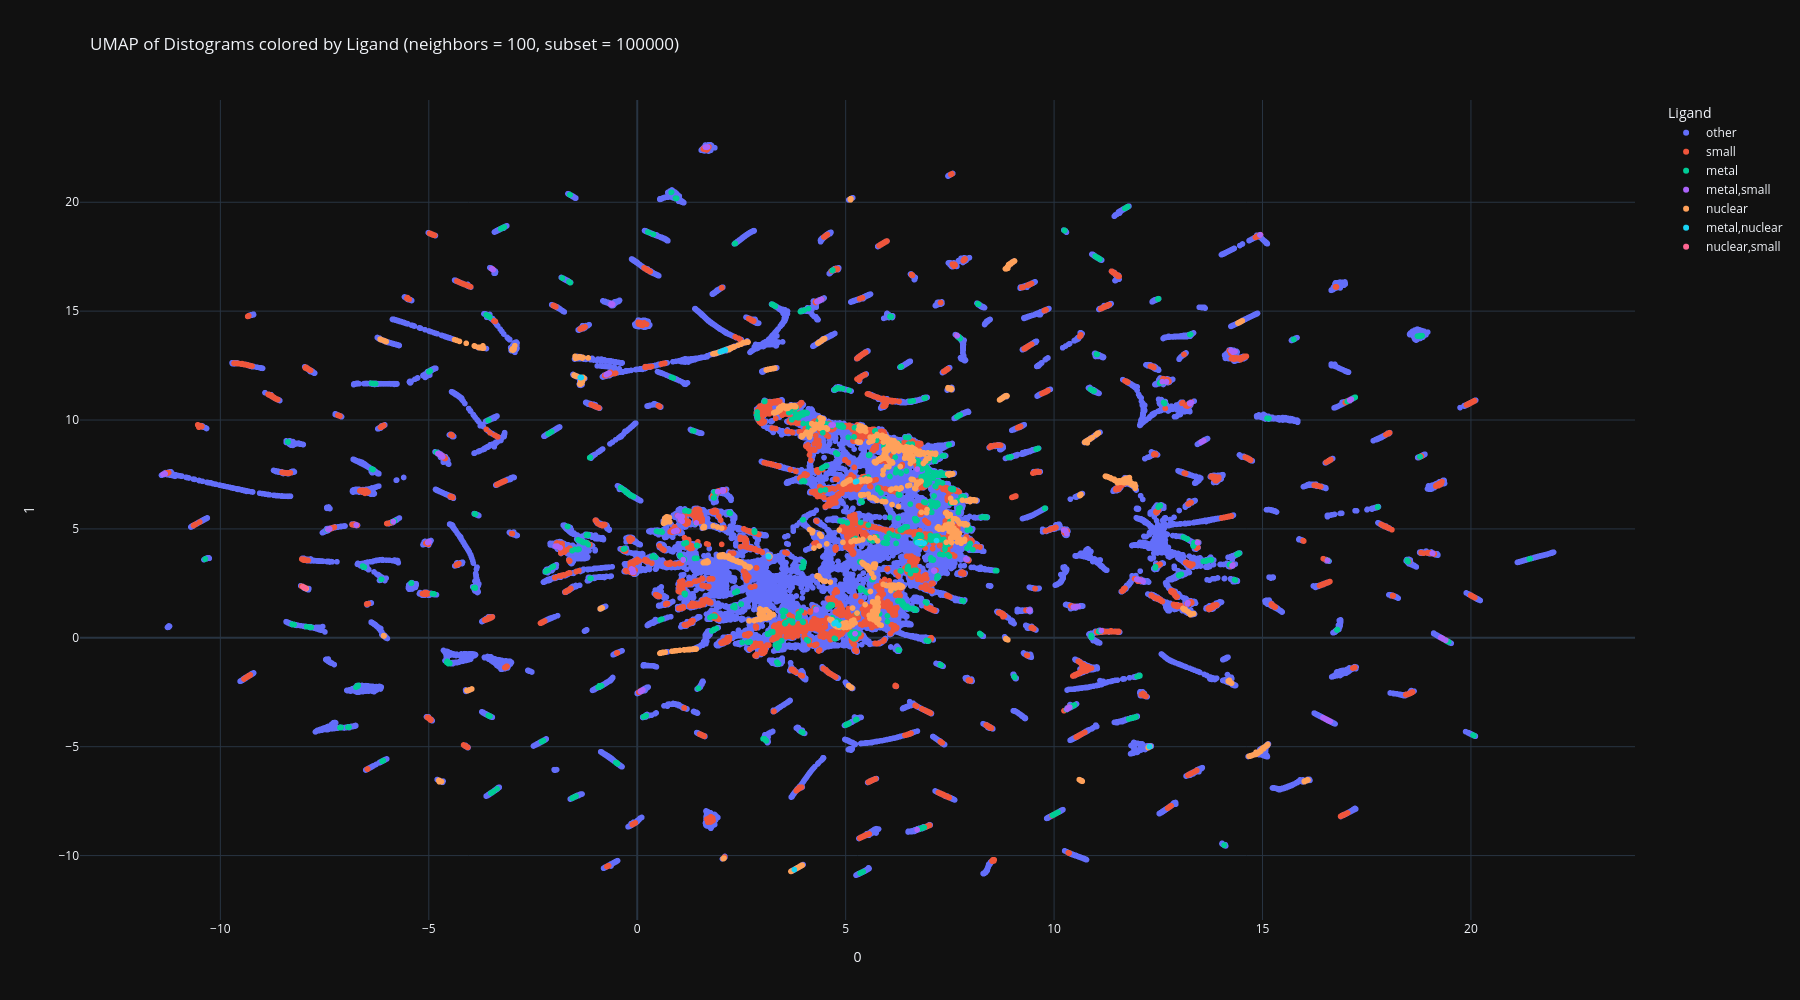 UMAP of Distograms colored by Ligand (neighbors = 100, subset = 100000)
Ligand
other
small
metal
metal,small
nuclear
metal,nuclear
nuclear,small
20
15
10
5
0
−5
−10
1
−10 −5 0 5 10 15 20
0